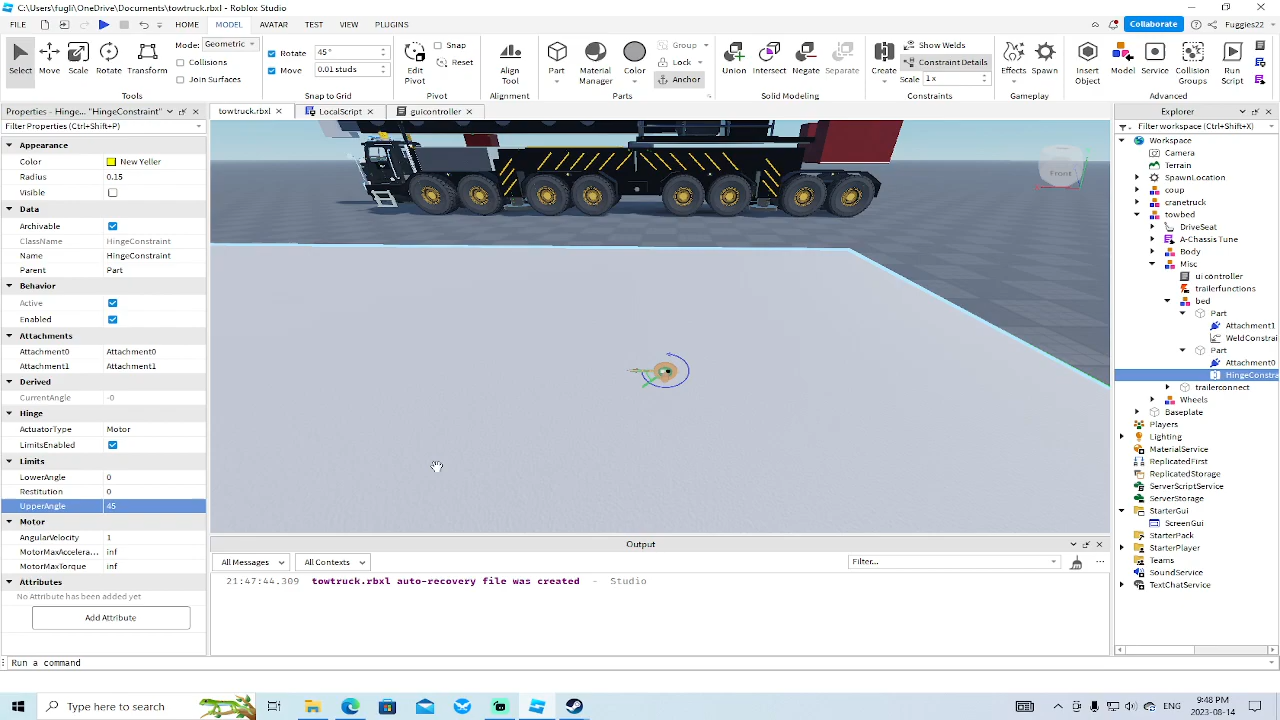 towtruck.rbxl - C:\Users\fugli\OneDrive\Documents\towtruck.rbxl - Roblox Studio
FILE HOME MODEL AVATAR TEST VIEW PLUGINS Collaborate Fuggies22
Select Move Scale Rotate Transform
Mode: Geometric
Collisions
Join Surfaces
Tools
Rotate 45°
Move 0.01 studs
Snap to Grid
Edit Pivot
Snap
Reset
Pivot
Align Tool
Alignment
Part Material Manager Color
Group
Lock
Anchor
Parts
Union Intersect Negate Separate
Solid Modeling
Create
Show Welds
Constraint Details
Scale 1 x
Constraints
Effects Spawn
Gameplay
Insert Object Model Service Collision Groups Run Script
Advanced
Properties - Hinge... "HingeConstraint"
Filter Properties (Ctrl+Shift+P)
Appearance
Color New Yeller
Radius 0.15
Visible
Data
Archivable
ClassName HingeConstraint
Name HingeConstraint
Parent Part
Behavior
Active
Enabled
Attachments
Attachment0 Attachment0
Attachment1 Attachment1
Derived
CurrentAngle -0
Hinge
ActuatorType Motor
LimitsEnabled
Limits
LowerAngle 0
Restitution 0
UpperAngle 45
Motor
AngularVelocity 1
MotorMaxAccelera... inf
MotorMaxTorque inf
Attributes
No Attribute has been added yet
Add Attribute
towtruck.rbxl LocalScript guicontroller
Front
Output
All Messages All Contexts Filter...
21:47:44.309 towtruck.rbxl auto-recovery file was created - Studio
Explorer
Filter workspace (Ctrl+Shift+X)
Workspace
Camera
Terrain
SpawnLocation
coup
cranetruck
towbed
DriveSeat
A-Chassis Tune
Body
Misc
ui controller
trailerfunctions
bed
Part
Attachment1
WeldConstrai
Part
Attachment0
HingeConstra
trailerconnect
Wheels
Baseplate
Players
Lighting
MaterialService
ReplicatedFirst
ReplicatedStorage
ServerScriptService
ServerStorage
StarterGui
ScreenGui
StarterPack
StarterPlayer
Teams
SoundService
TextChatService
Run a command
Type here to search
ENG
9:48 PM
2023-08-14